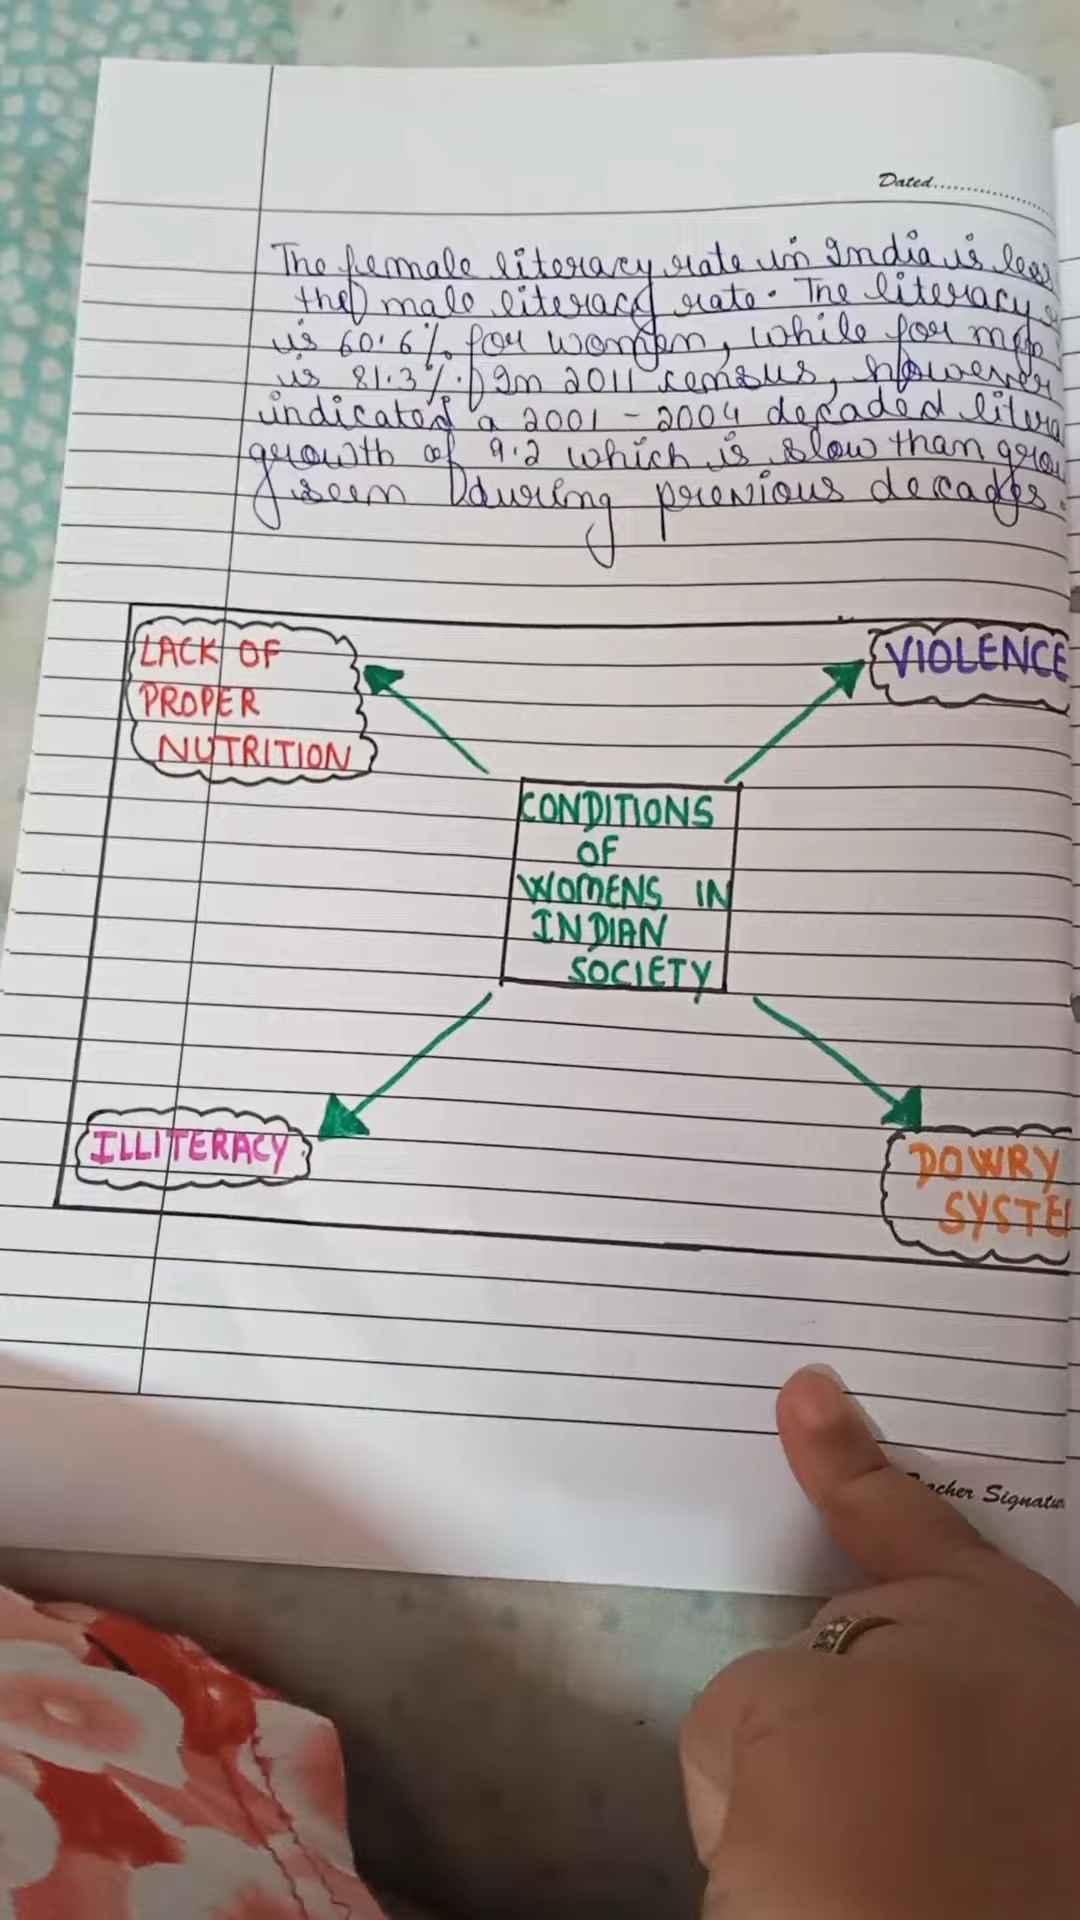 Dated
The female literacy rate in India is less
the male literacy rate. The literacy
is 60.6% for women, while for men
is 81.3%. In 2011 census, however
indicated a 2001-2004 decaded litera
growth of 9.2 which is slow than grow
seen during previous decades.
LACK OF
PROPER
NUTRITION
VIOLENCE
CONDITIONS
OF
WOMENS IN
INDIAN
SOCIETY
ILLITERACY
DOWRY
SYSTE
acher Signatu